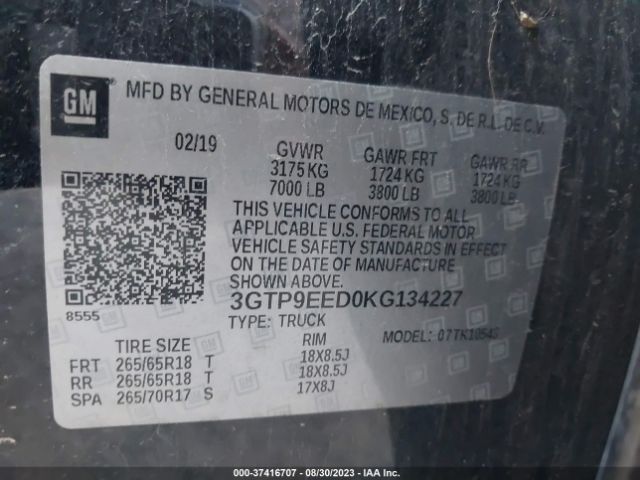 GM
MFD BY GENERAL MOTORS DE MEXICO, S. DE R.L. DE C.V.
02/19
GVWR GAWR FRT GAWR RR
3175 KG 1724 KG 1724 KG
7000 LB 3800 LB 3800 LB
THIS VEHICLE CONFORMS TO ALL
APPLICABLE U.S. FEDERAL MOTOR
VEHICLE SAFETY STANDARDS IN EFFECT
ON THE DATE OF MANUFACTURE
SHOWN ABOVE.
8555
3GTP9EED0KG134227
TYPE: TRUCK MODEL: 07TK10543
TIRE SIZE RIM
FRT 265/65R18 T 18X8.5J
RR 265/65R18 T 18X8.5J
SPA 265/70R17 S 17X8J
000-37416707 - 08/30/2023 - IAA Inc.